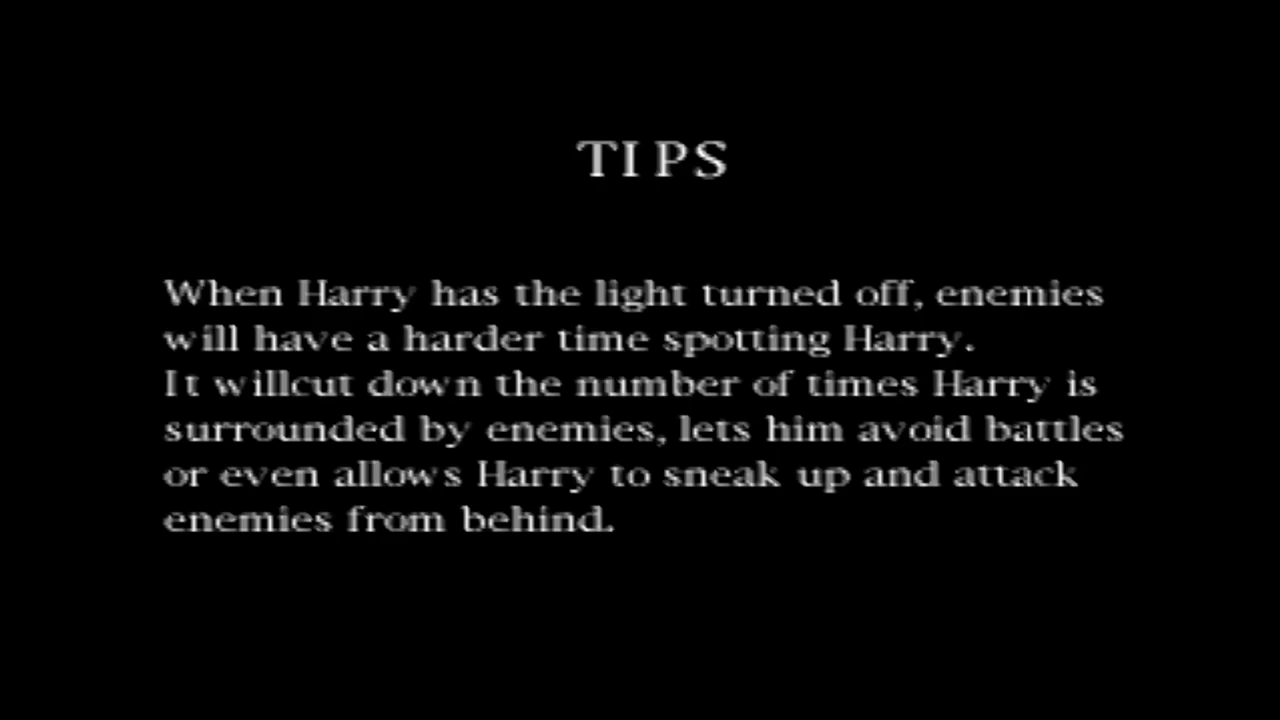 TIPS
When Harry has the light turned off, enemies
will have a harder time spotting Harry.
It willcut down the number of times Harry is
surrounded by enemies, lets him avoid battles
or even allows Harry to sneak up and attack
enemies from behind.